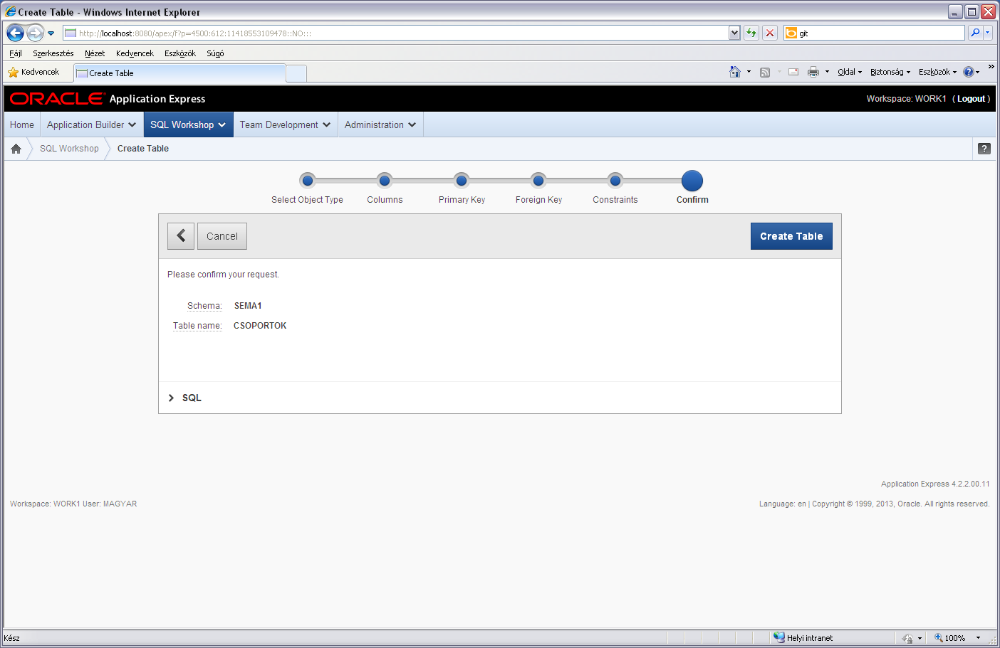 Create Table - Windows Internet Explorer
http://localhost:8080/apex/f?p=4500:612:11418553109478::NO:::
git
Fájl Szerkesztés Nézet Kedvencek Eszközök Súgó
Kedvencek Create Table Oldal Biztonság Eszközök »
ORACLE Application Express Workspace: WORK1 ( Logout )
Home Application Builder SQL Workshop Team Development Administration
SQL Workshop Create Table ?
Select Object Type Columns Primary Key Foreign Key Constraints Confirm
Cancel Create Table
Please confirm your request.
Schema: SEMA1
Table name: CSOPORTOK
SQL
Application Express 4.2.2.00.11
Workspace: WORK1 User: MAGYAR Language: en | Copyright © 1999, 2013, Oracle. All rights reserved.
Kész Helyi intranet 100%